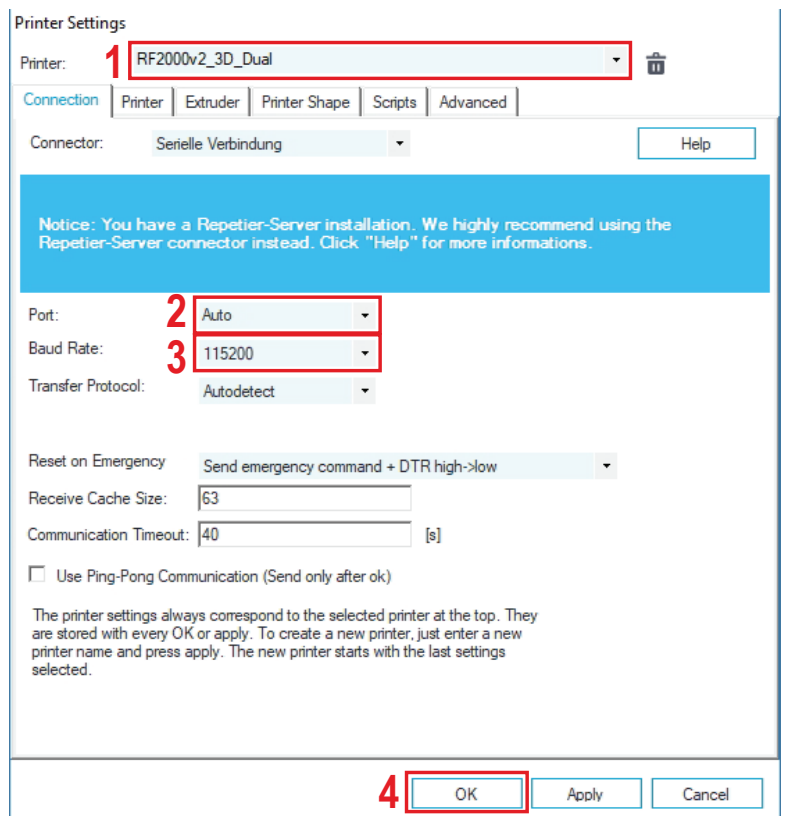 Printer Settings
Printer: 1 RF2000v2_3D_Dual
Connection Printer Extruder Printer Shape Scripts Advanced
Connector: Serielle Verbindung Help
Notice: You have a Repetier-Server installation. We highly recommend using the
Repetier-Server connector instead. Click "Help" for more informations.
Port: 2 Auto
Baud Rate: 3 115200
Transfer Protocol: Autodetect
Reset on Emergency Send emergency command + DTR high->low
Receive Cache Size: 63
Communication Timeout: 40 [s]
Use Ping-Pong Communication (Send only after ok)
The printer settings always correspond to the selected printer at the top. They
are stored with every OK or apply. To create a new printer, just enter a new
printer name and press apply. The new printer starts with the last settings
selected.
4 OK Apply Cancel